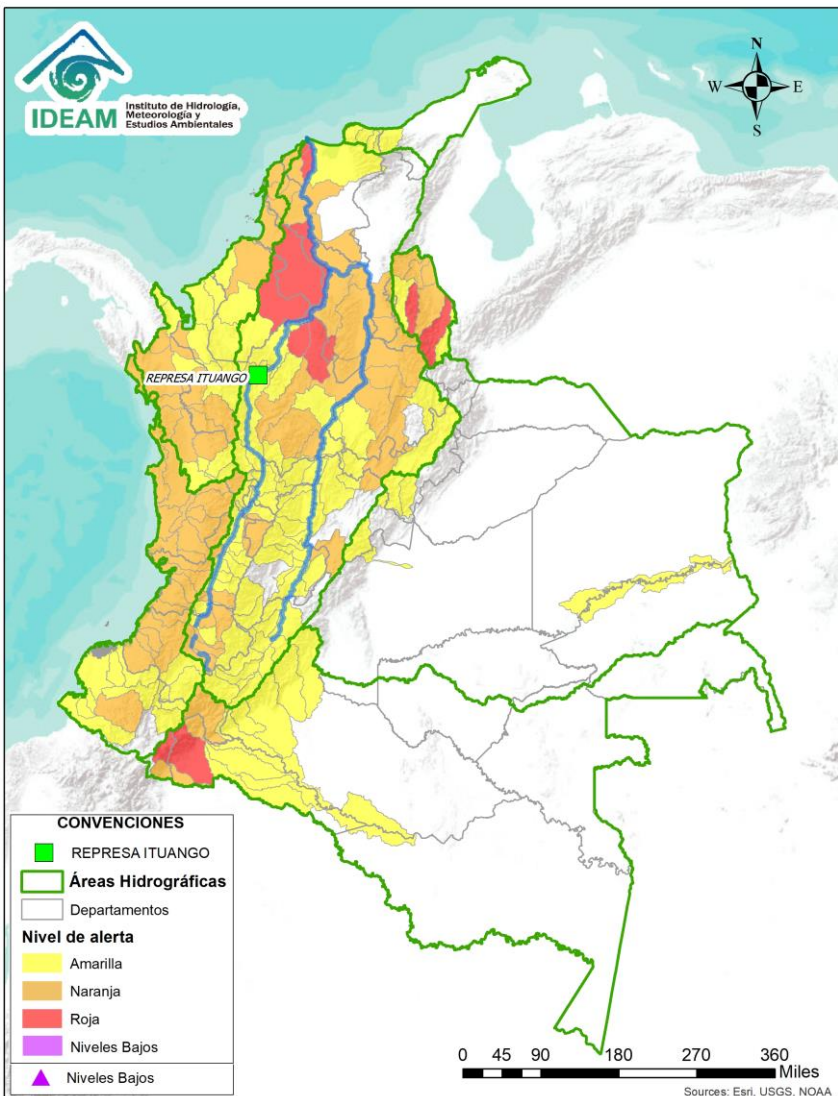 IDEAM
Instituto de Hidrología,
Meteorología y
Estudios Ambientales
N
W
E
S
REPRESA ITUANGO
CONVENCIONES
REPRESA ITUANGO
Áreas Hidrográficas
Departamentos
Nivel de alerta
Amarilla
Naranja
Roja
Niveles Bajos
Niveles Bajos
0 45 90 180 270 360
Miles
Sources: Esri, USGS, NOAA